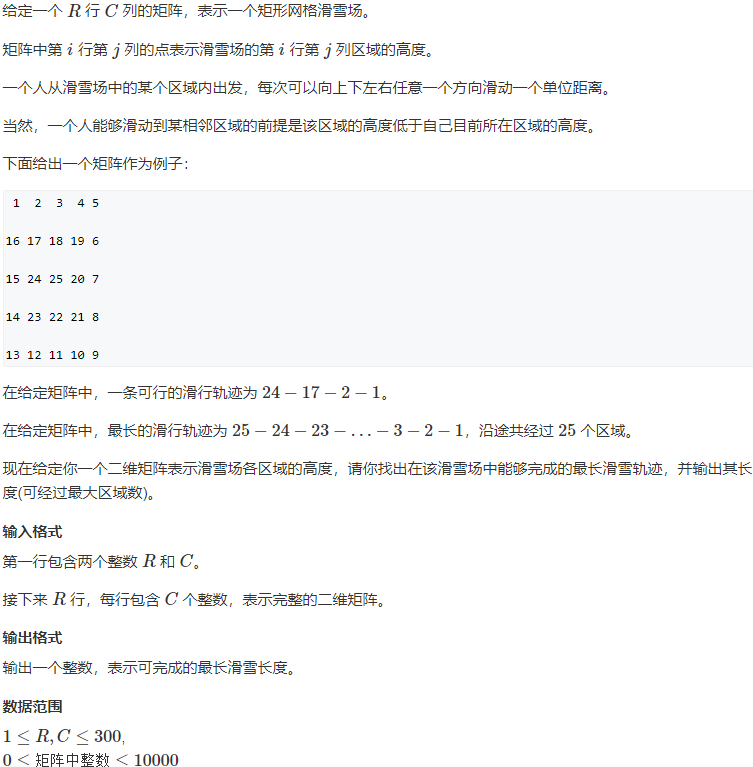 给定一个 R 行 C 列的矩阵，表示一个矩形网格滑雪场。
矩阵中第 i 行第 j 列的点表示滑雪场的第 i 行第 j 列区域的高度。
一个人从滑雪场中的某个区域内出发，每次可以向上下左右任意一个方向滑动一个单位距离。
当然，一个人能够滑动到某相邻区域的前提是该区域的高度低于自己目前所在区域的高度。
下面给出一个矩阵作为例子：
1 2 3 4 5
16 17 18 19 6
15 24 25 20 7
14 23 22 21 8
13 12 11 10 9
在给定矩阵中，一条可行的滑行轨迹为 24 − 17 − 2 − 1。
在给定矩阵中，最长的滑行轨迹为 25 − 24 − 23 − … − 3 − 2 − 1，沿途共经过 25 个区域。
现在给定你一个二维矩阵表示滑雪场各区域的高度，请你找出在该滑雪场中能够完成的最长滑雪轨迹，并输出其长
度(可经过最大区域数)。
输入格式
第一行包含两个整数 R 和 C。
接下来 R 行，每行包含 C 个整数，表示完整的二维矩阵。
输出格式
输出一个整数，表示可完成的最长滑雪长度。
数据范围
1 ≤ R, C ≤ 300,
0 ≤ 矩阵中整数 ≤ 10000